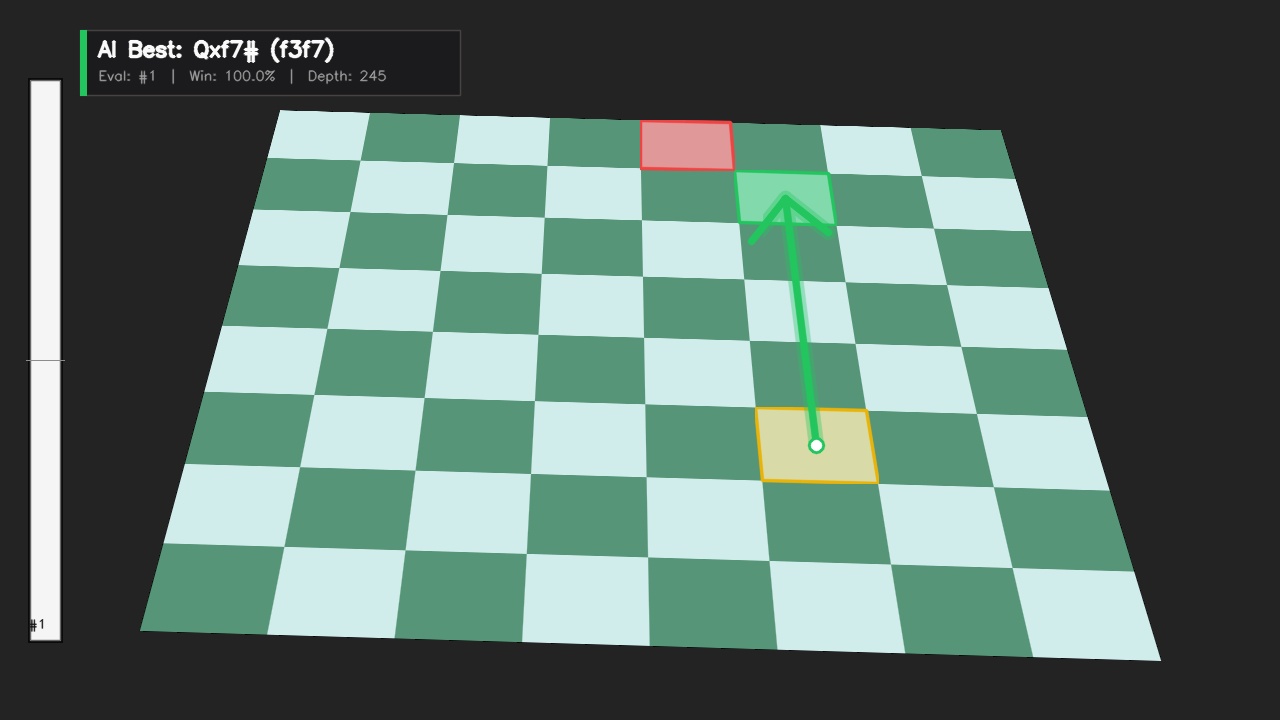 AI Best: Qxf7# (f3f7)
Eval: #1 | Win: 100.0% | Depth: 245
#1